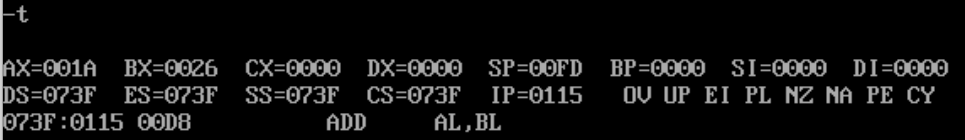 -t
AX=001A BX=0026 CX=0000 DX=0000 SP=00FD BP=0000 SI=0000 DI=0000
DS=073F ES=073F SS=073F CS=073F IP=0115 OV UP EI PL NZ NA PE CY
073F:0115 00D8 ADD AL,BL